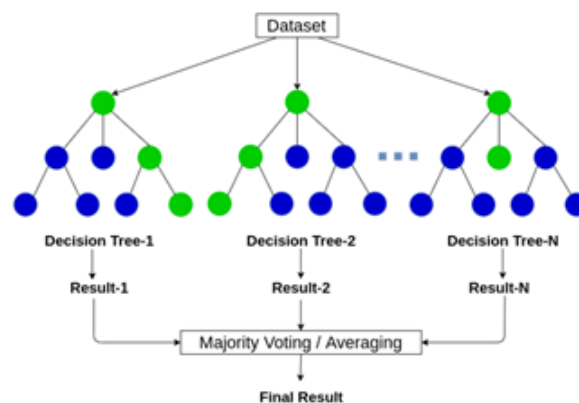 Dataset
Decision Tree-1
Decision Tree-2
Decision Tree-N
Result-1
Result-2
Result-N
Majority Voting / Averaging
Final Result